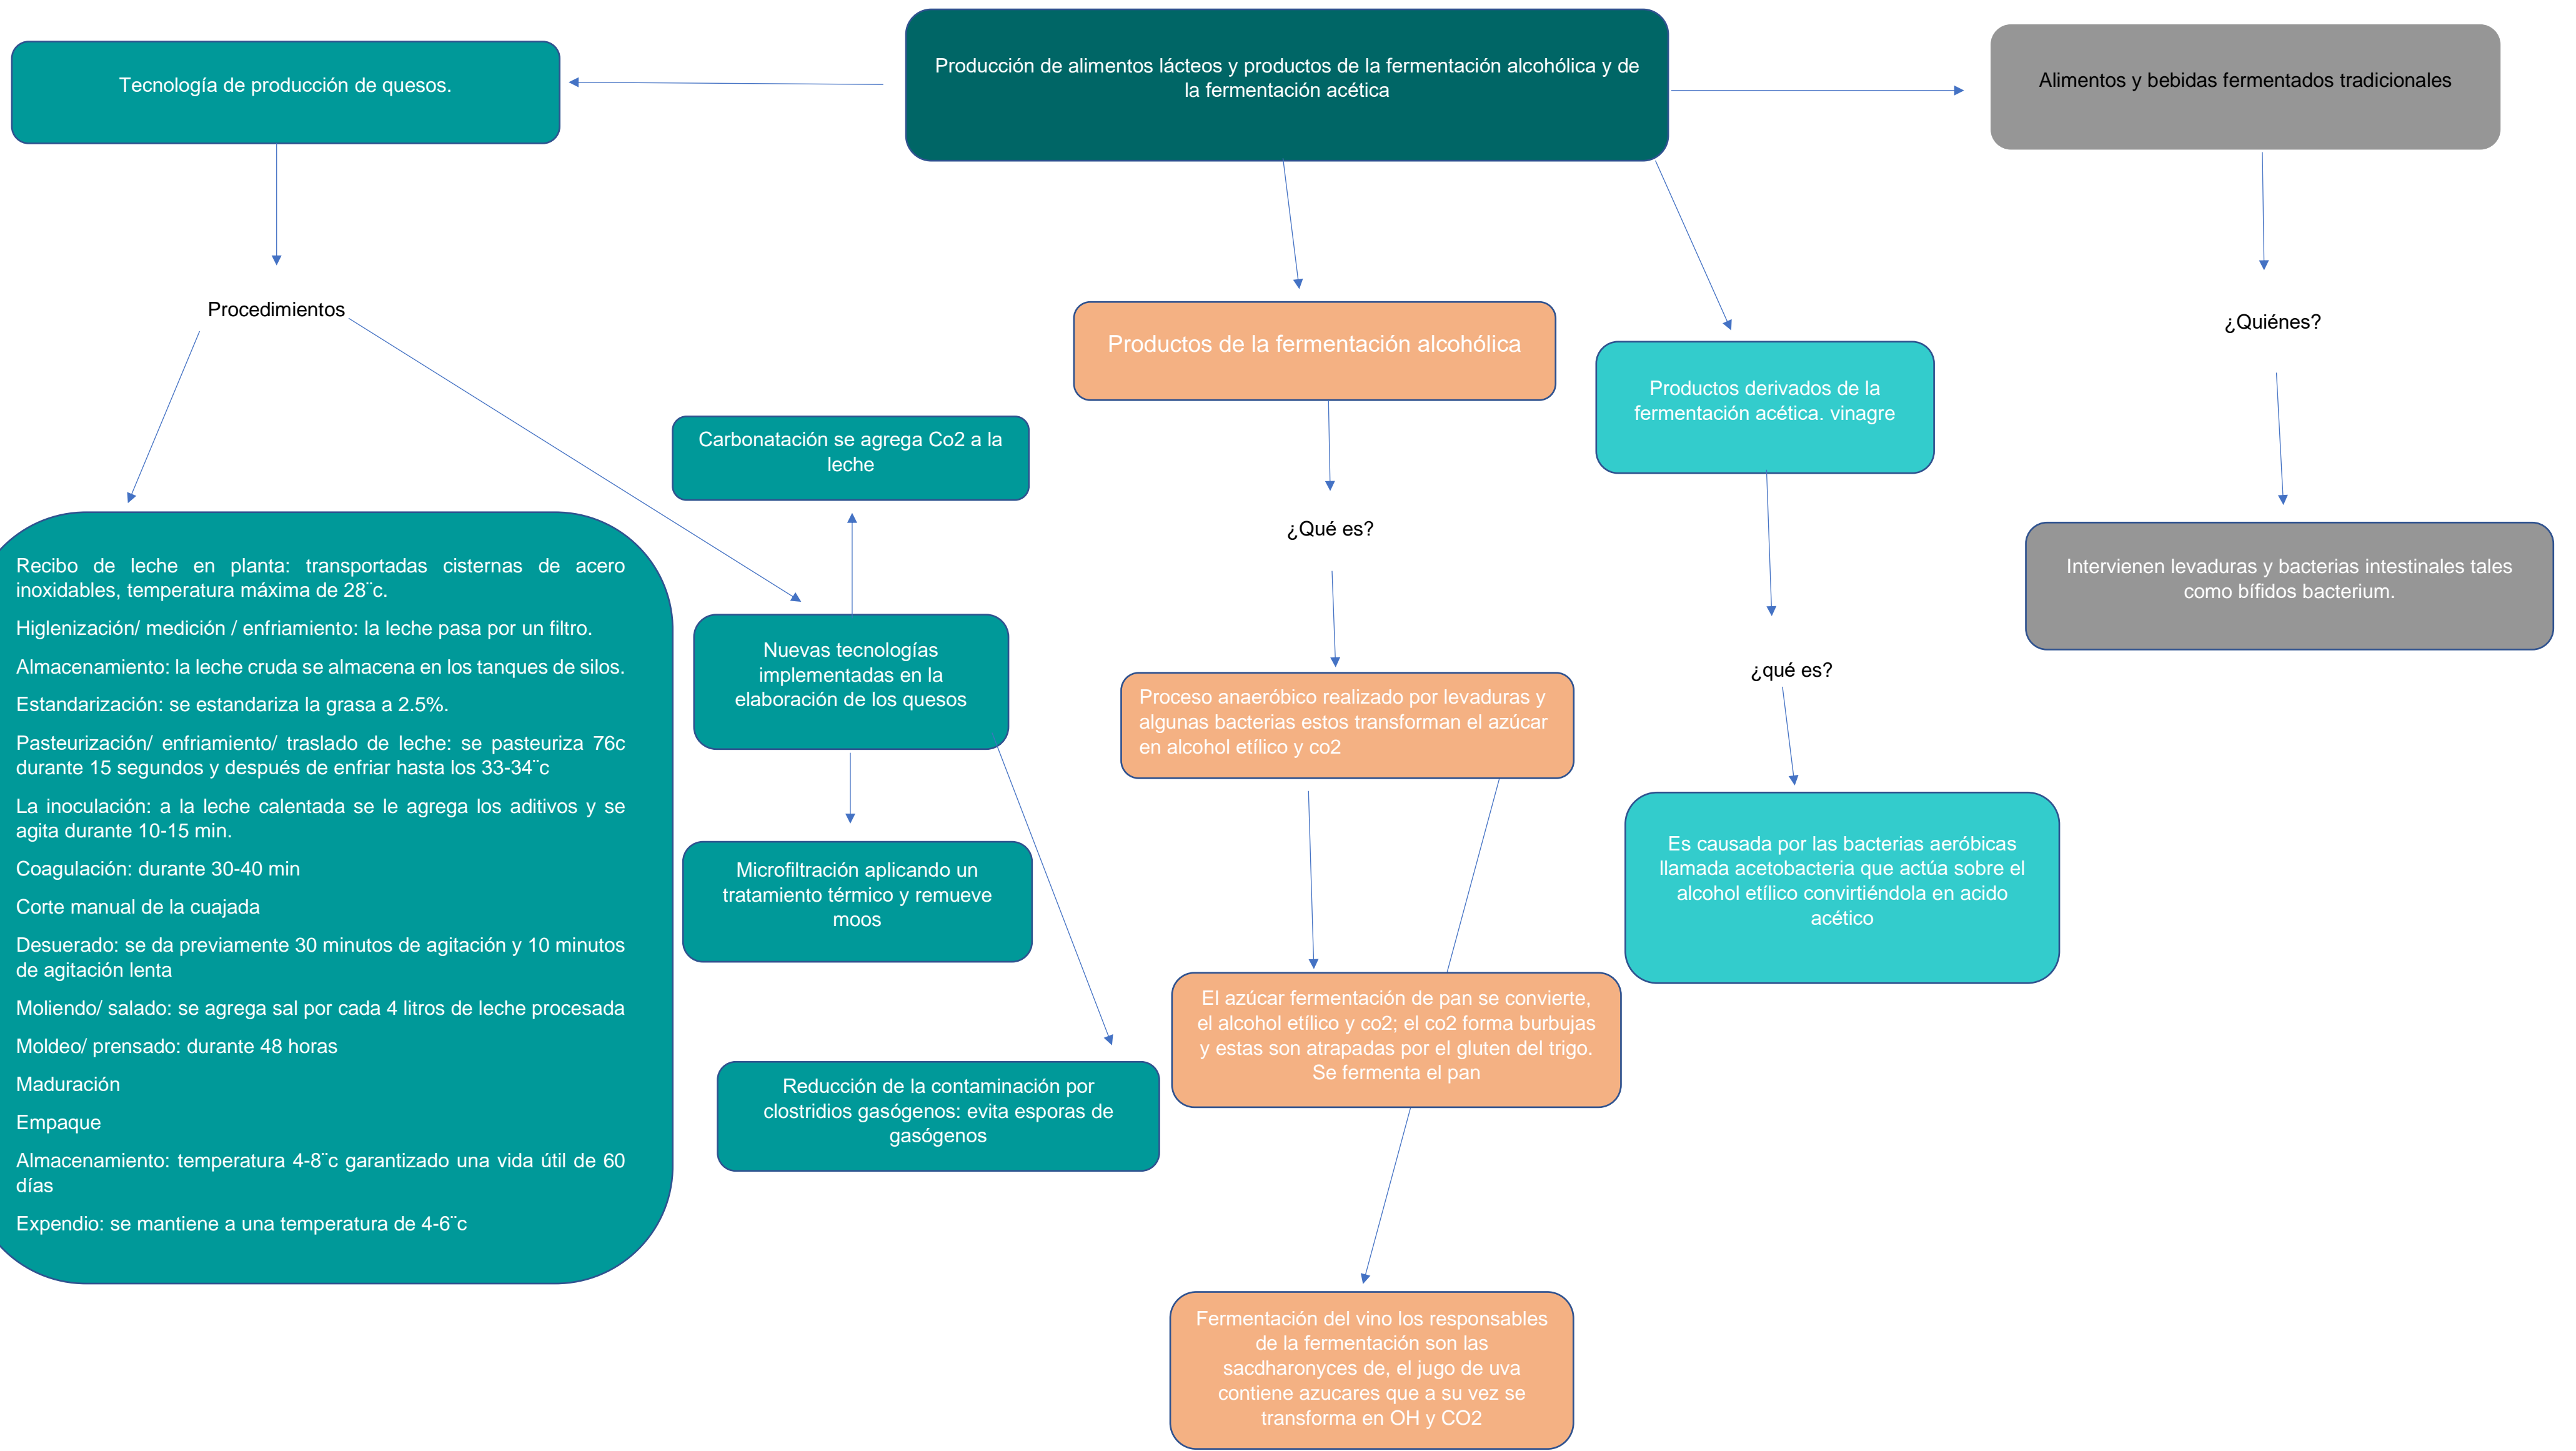 Producción de alimentos lácteos y productos de la fermentación alcohólica y de
la fermentación acética
Tecnología de producción de quesos.
Alimentos y bebidas fermentados tradicionales
Procedimientos
Recibo de leche en planta: transportadas cisternas de acero
inoxidables, temperatura máxima de 28¨c.
Higlenización/ medición / enfriamiento: la leche pasa por un filtro.
Almacenamiento: la leche cruda se almacena en los tanques de silos.
Estandarización: se estandariza la grasa a 2.5%.
Pasteurización/ enfriamiento/ traslado de leche: se pasteuriza 76c
durante 15 segundos y después de enfriar hasta los 33-34¨c
La inoculación: a la leche calentada se le agrega los aditivos y se
agita durante 10-15 min.
Coagulación: durante 30-40 min
Corte manual de la cuajada
Desuerado: se da previamente 30 minutos de agitación y 10 minutos
de agitación lenta
Moliendo/ salado: se agrega sal por cada 4 litros de leche procesada
Moldeo/ prensado: durante 48 horas
Maduración
Empaque
Almacenamiento: temperatura 4-8¨c garantizado una vida útil de 60
días
Expendio: se mantiene a una temperatura de 4-6¨c
Carbonatación se agrega Co2 a la
leche
Nuevas tecnologías
implementadas en la
elaboración de los quesos
Microfiltración aplicando un
tratamiento térmico y remueve
moos
Reducción de la contaminación por
clostridios gasógenos: evita esporas de
gasógenos
Productos de la fermentación alcohólica
¿Qué es?
Proceso anaeróbico realizado por levaduras y
algunas bacterias estos transforman el azúcar
en alcohol etílico y co2
El azúcar fermentación de pan se convierte,
el alcohol etílico y co2; el co2 forma burbujas
y estas son atrapadas por el gluten del trigo.
Se fermenta el pan
Fermentación del vino los responsables
de la fermentación son las
sacdharonyces de, el jugo de uva
contiene azucares que a su vez se
transforma en OH y CO2
Productos derivados de la
fermentación acética. vinagre
¿qué es?
Es causada por las bacterias aeróbicas
llamada acetobacteria que actúa sobre el
alcohol etílico convirtiéndola en acido
acético
¿Quiénes?
Intervienen levaduras y bacterias intestinales tales
como bífidos bacterium.